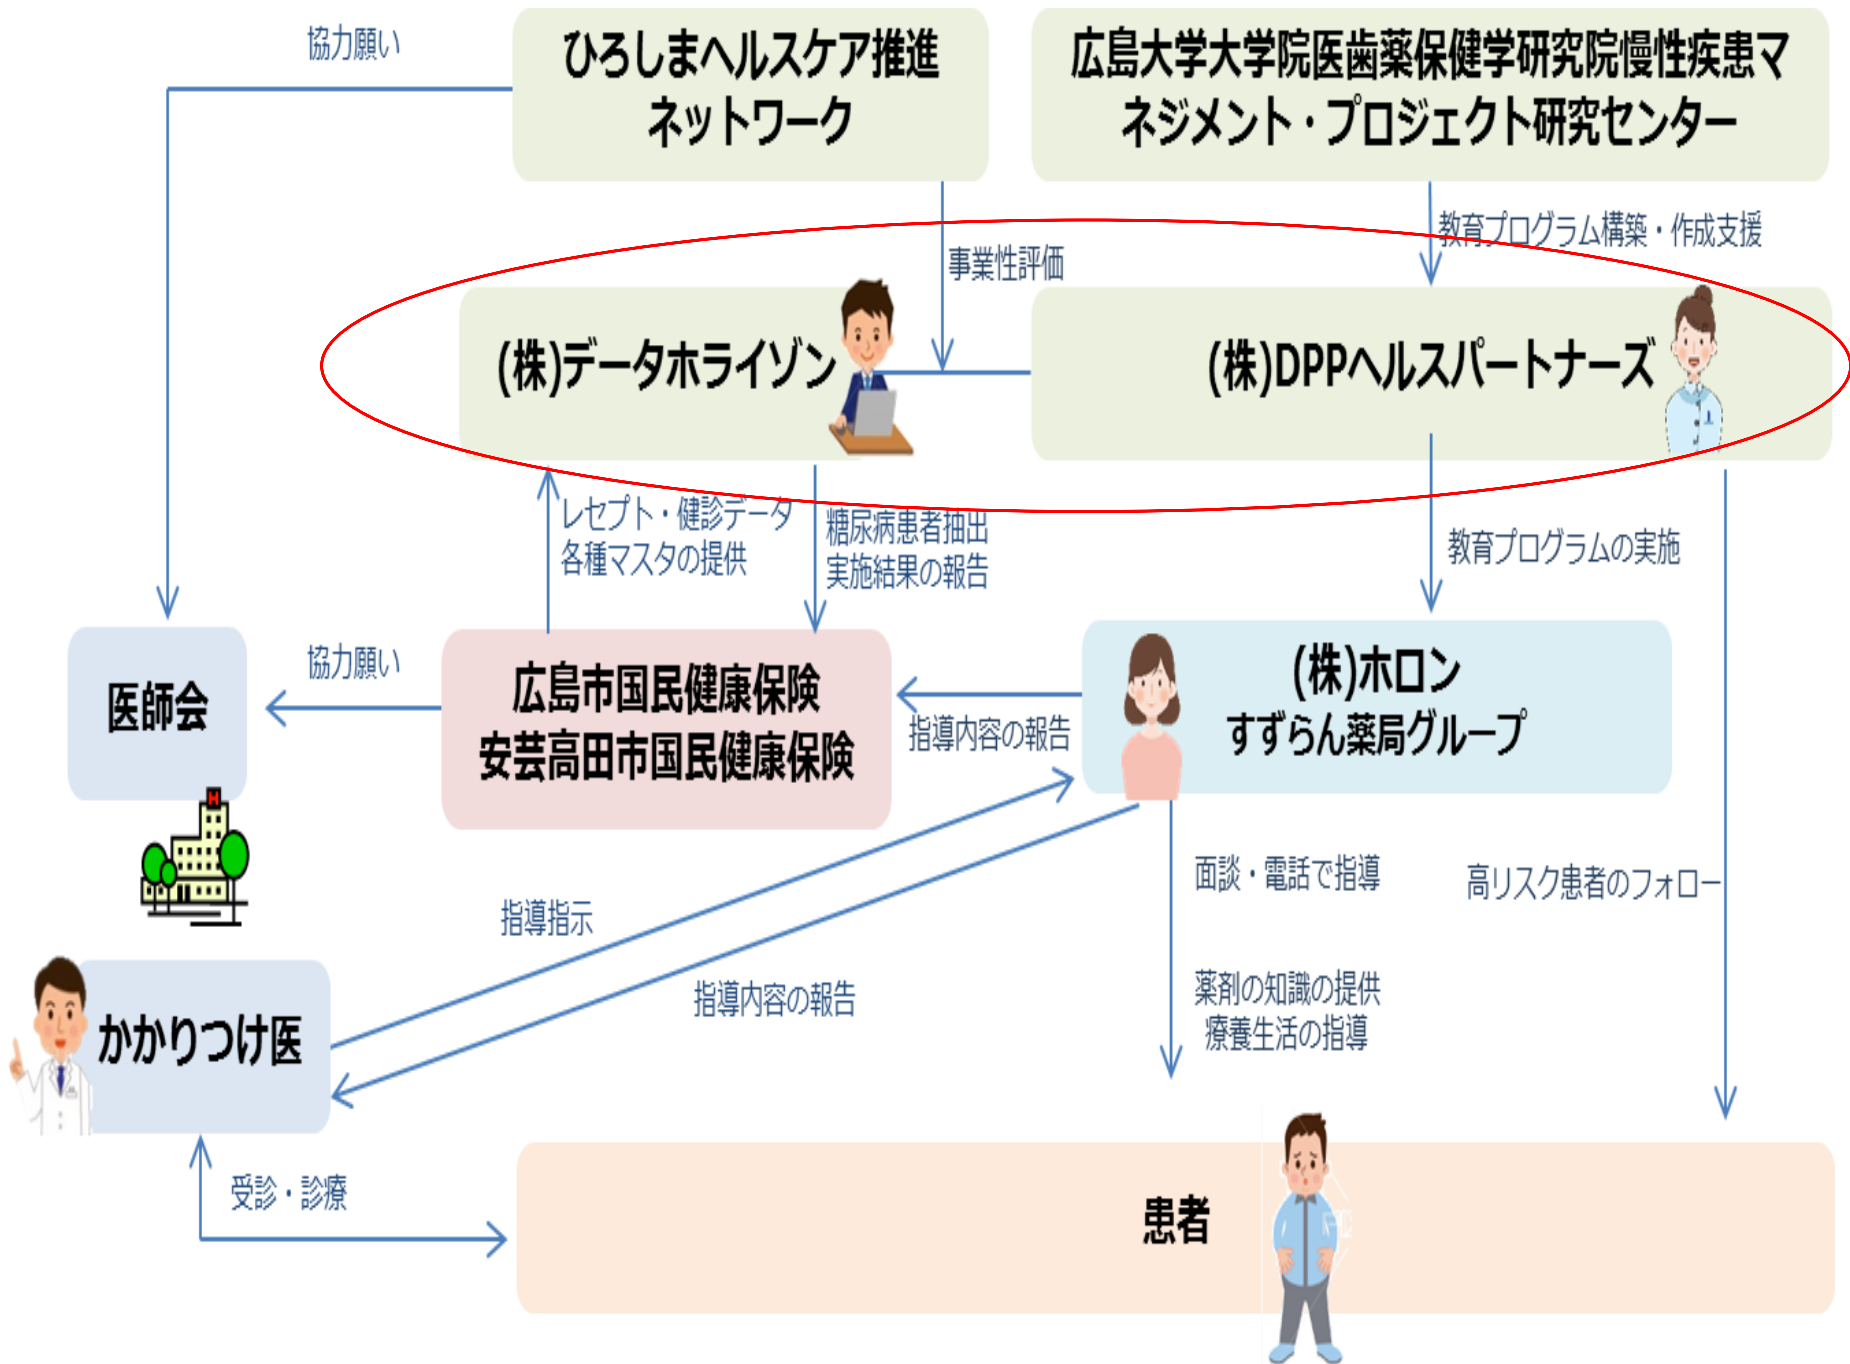 協力願い
ひろしまヘルスケア推進
ネットワーク
広島大学大学院医歯薬保健学研究院慢性疾患マ
ネジメント・プロジェクト研究センター
事業性評価
教育プログラム構築・作成支援
(株)データホライゾン
(株)DPPヘルスパートナーズ
レセプト・健診データ
各種マスタの提供
糖尿病患者抽出
実施結果の報告
教育プログラムの実施
医師会
協力願い
広島市国民健康保険
安芸高田市国民健康保険
指導内容の報告
(株)ホロン
すずらん薬局グループ
H
指導指示
指導内容の報告
面談・電話で指導
高リスク患者のフォロー
薬剤の知識の提供
療養生活の指導
かかりつけ医
受診・診療
患者